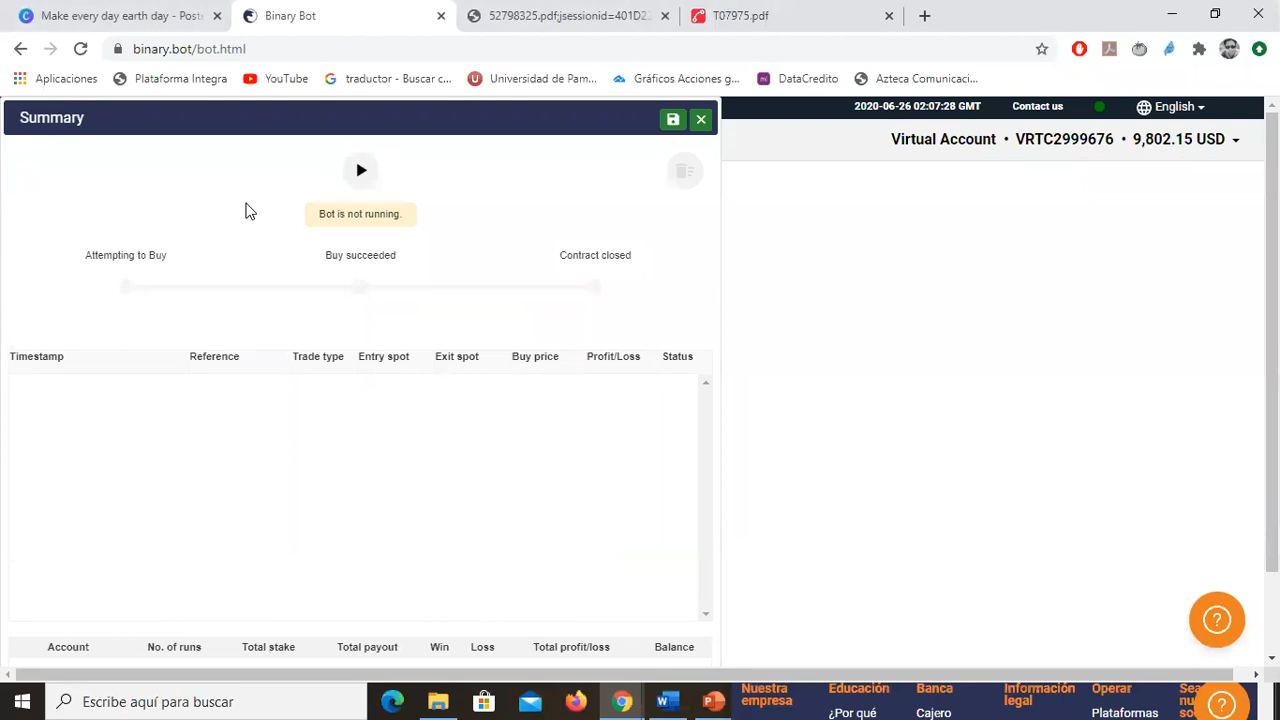 Make every day earth day - Poste
Binary Bot
52798325.pdf;jsessionid=401D22
T07975.pdf
binary.bot/bot.html
Aplicaciones
Plataforma Integra
YouTube
traductor - Buscar c...
Universidad de Pam...
Gráficos Acciones g...
DataCredito
Azteca Comunicaci...
2020-06-26 02:07:28 GMT
Contact us
English
Summary
Virtual Account • VRTC2999676 • 9,802.15 USD
Bot is not running.
Attempting to Buy
Buy succeeded
Contract closed
Timestamp
Reference
Trade type
Entry spot
Exit spot
Buy price
Profit/Loss
Status
Account
No. of runs
Total stake
Total payout
Win
Loss
Total profit/loss
Balance
Escribe aquí para buscar
Nuestra
empresa
Educación
¿Por qué
Banca
Cajero
Información
legal
Operar
Plataformas